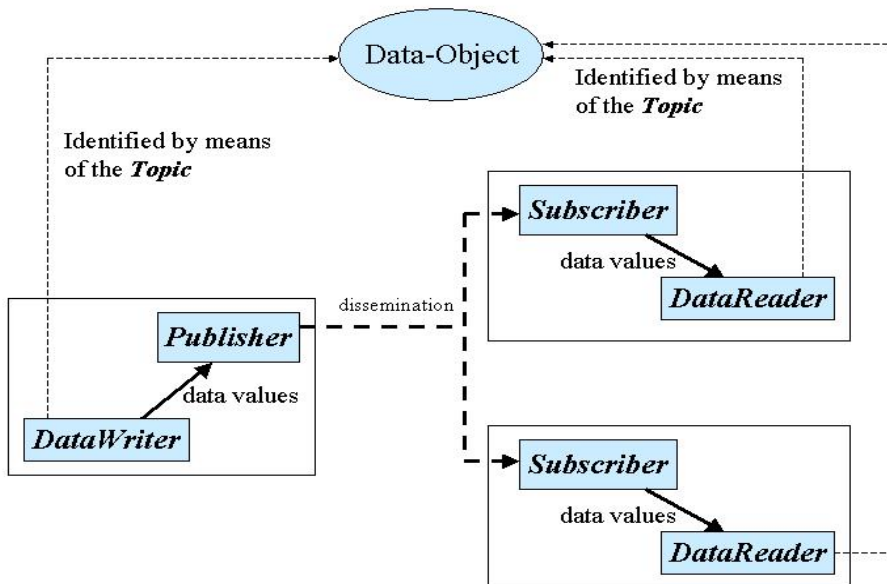 Data-Object
Identified by means
of the Topic
Identified by means
of the Topic
Subscriber
data values
DataReader
dissemination
Publisher
data values
DataWriter
Subscriber
data values
DataReader